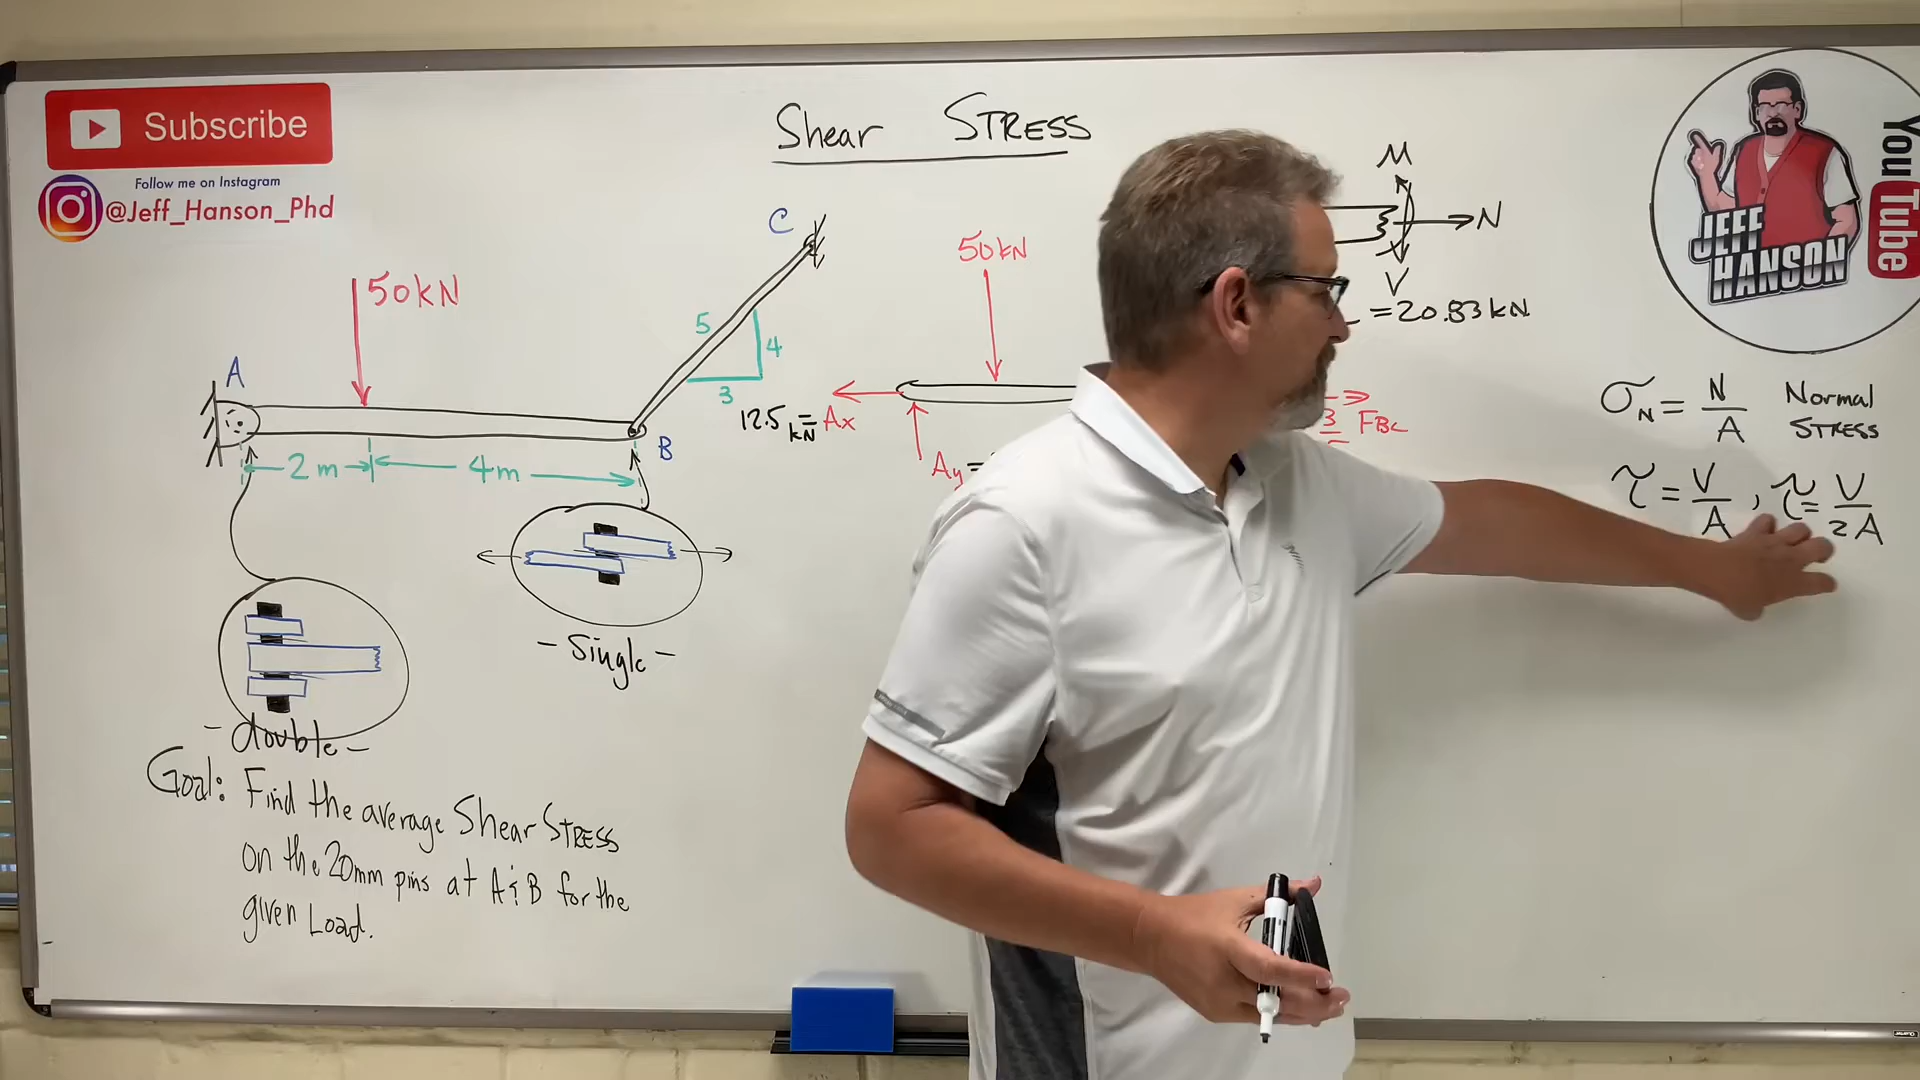 Subscribe
Follow me on Instagram
@Jeff_Hanson_Phd
Shear STRESS
YouTube
JEFF HANSON
M
N
V
=20.83kN
50kN
A
B
C
5
4
3
2m
4m
50kN
12.5 kN = Ax
Ay =
3 FBC
σN = N/A Normal STRESS
τ = V/A, τ = V/2A
-Single-
-double-
Goal: Find the average Shear STRESS
on the 20mm pins at A & B for the
given Load.